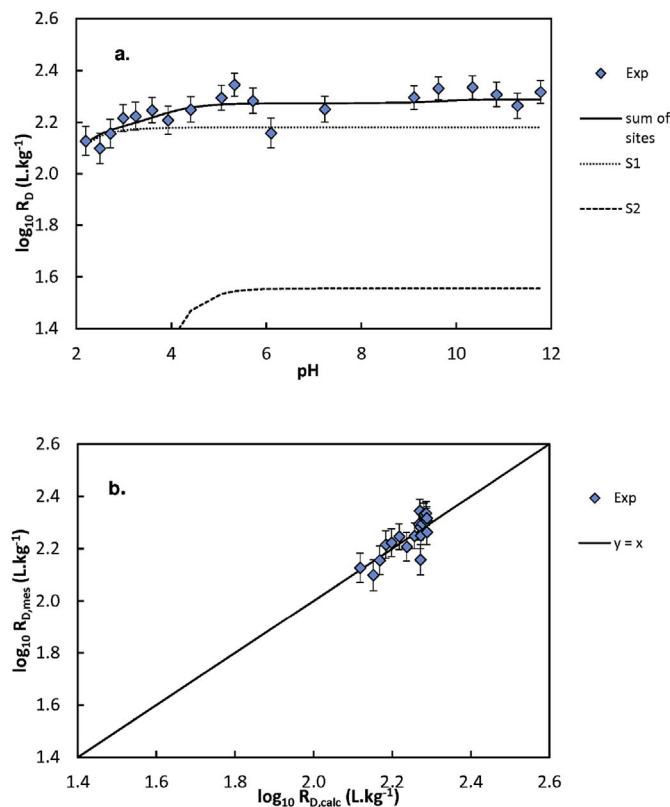 2.6
a.
2.4
2.2
2.0
1.8
1.6
1.4
log10 RD (L.kg-1)
2 4 6 8 10 12
pH
Exp
sum of
sites
S1
S2
2.6
b.
2.4
2.2
2.0
1.8
1.6
1.4
log10 RD,mes (L.kg-1)
1.4 1.6 1.8 2.0 2.2 2.4 2.6
log10 RD,calc (L.kg-1)
Exp
y = x